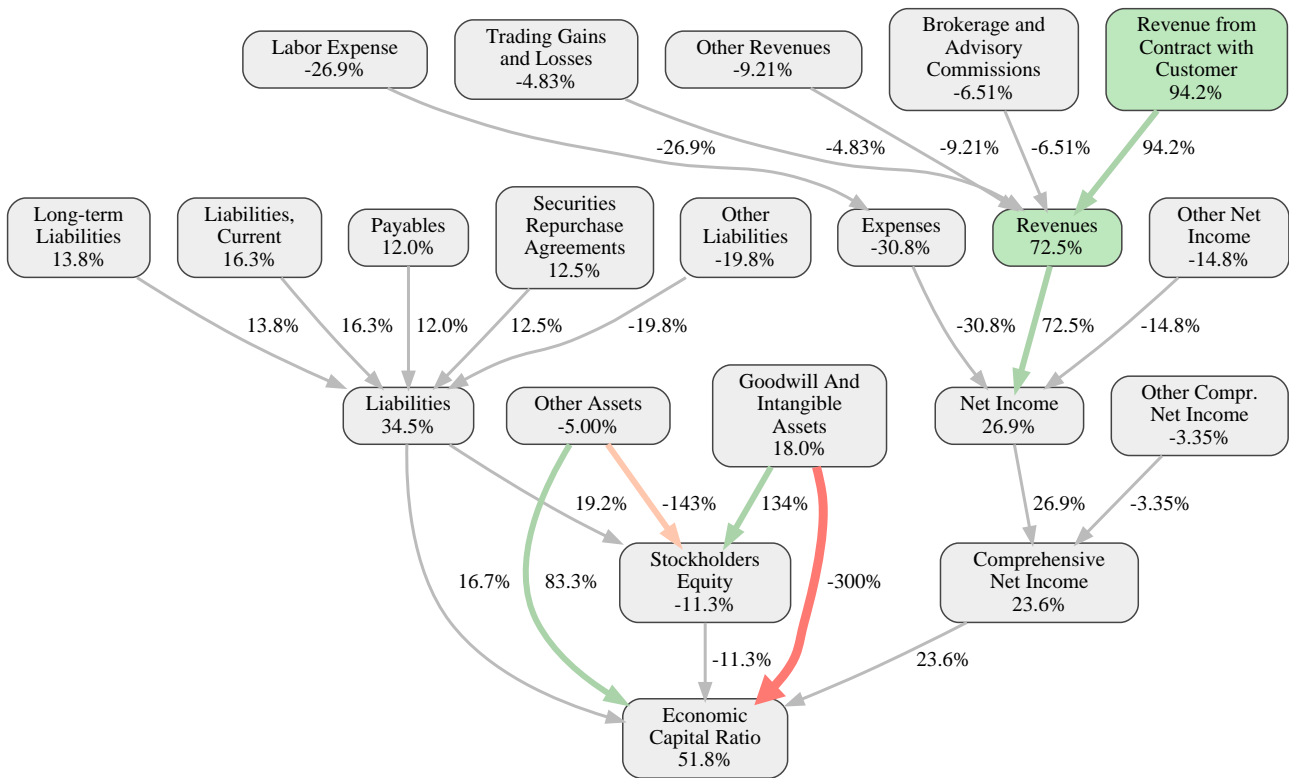 Labor Expense
-26.9%
Trading Gains
and Losses
-4.83%
Other Revenues
-9.21%
Brokerage and
Advisory
Commissions
-6.51%
Revenue from
Contract with
Customer
94.2%
-26.9%
-4.83%
-9.21%
-6.51%
94.2%
Long-term
Liabilities
13.8%
Liabilities,
Current
16.3%
Payables
12.0%
Securities
Repurchase
Agreements
12.5%
Other
Liabilities
-19.8%
Expenses
-30.8%
Revenues
72.5%
Other Net
Income
-14.8%
13.8%
16.3%
12.0%
12.5%
-19.8%
-30.8%
72.5%
-14.8%
Liabilities
34.5%
Other Assets
-5.00%
Goodwill And
Intangible
Assets
18.0%
Net Income
26.9%
Other Compr.
Net Income
-3.35%
19.2%
-143%
134%
26.9%
-3.35%
Stockholders
Equity
-11.3%
Comprehensive
Net Income
23.6%
16.7%
83.3%
-300%
-11.3%
23.6%
Economic
Capital Ratio
51.8%